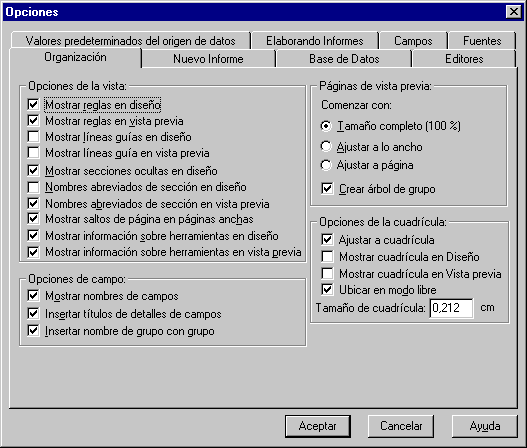 Opciones
Valores predeterminados del origen de datos Elaborando Informes Campos Fuentes
Organización Nuevo Informe Base de Datos Editores
Opciones de la vista:
Mostrar reglas en diseño
Mostrar reglas en vista previa
Mostrar líneas guías en diseño
Mostrar líneas guía en vista previa
Mostrar secciones ocultas en diseño
Nombres abreviados de sección en diseño
Nombres abreviados de sección en vista previa
Mostrar saltos de página en páginas anchas
Mostrar información sobre herramientas en diseño
Mostrar información sobre herramientas en vista previa
Opciones de campo:
Mostrar nombres de campos
Insertar títulos de detalles de campos
Insertar nombre de grupo con grupo
Páginas de vista previa:
Comenzar con:
Tamaño completo (100 %)
Ajustar a lo ancho
Ajustar a página
Crear árbol de grupo
Opciones de la cuadrícula:
Ajustar a cuadrícula
Mostrar cuadrícula en Diseño
Mostrar cuadrícula en Vista previa
Ubicar en modo libre
Tamaño de cuadrícula: 0,212 cm
Aceptar Cancelar Ayuda